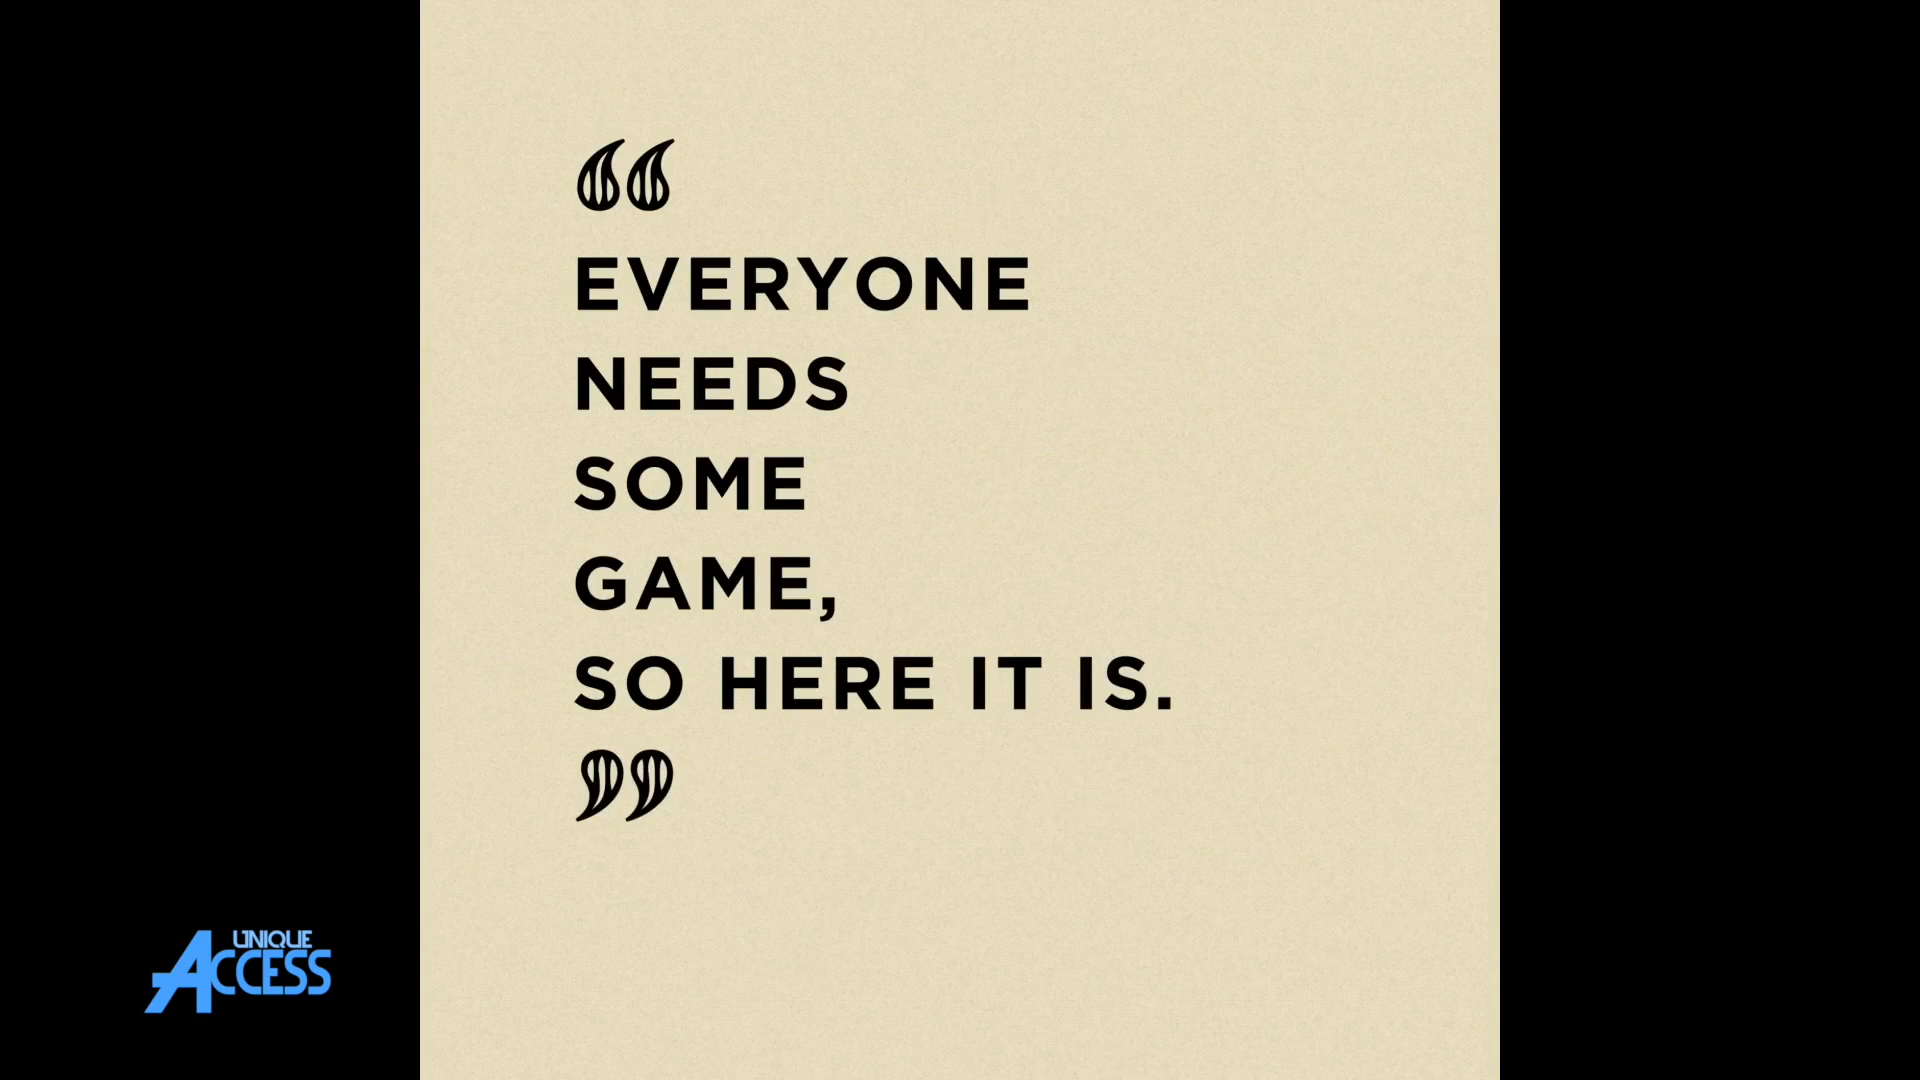 “
EVERYONE
NEEDS
SOME
GAME,
SO HERE IT IS.
”
UNIQUE
ACCESS